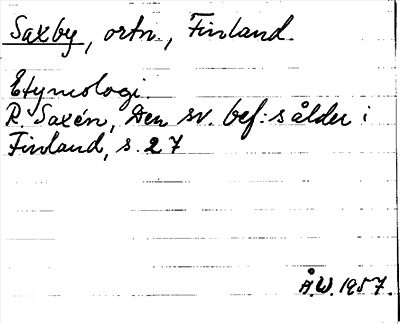 Saxby, ortn., Finland.
Etymologi.
R. Saxén, Den sv. bef:s ålder i
Finland, s. 27
Å.W. 1957.